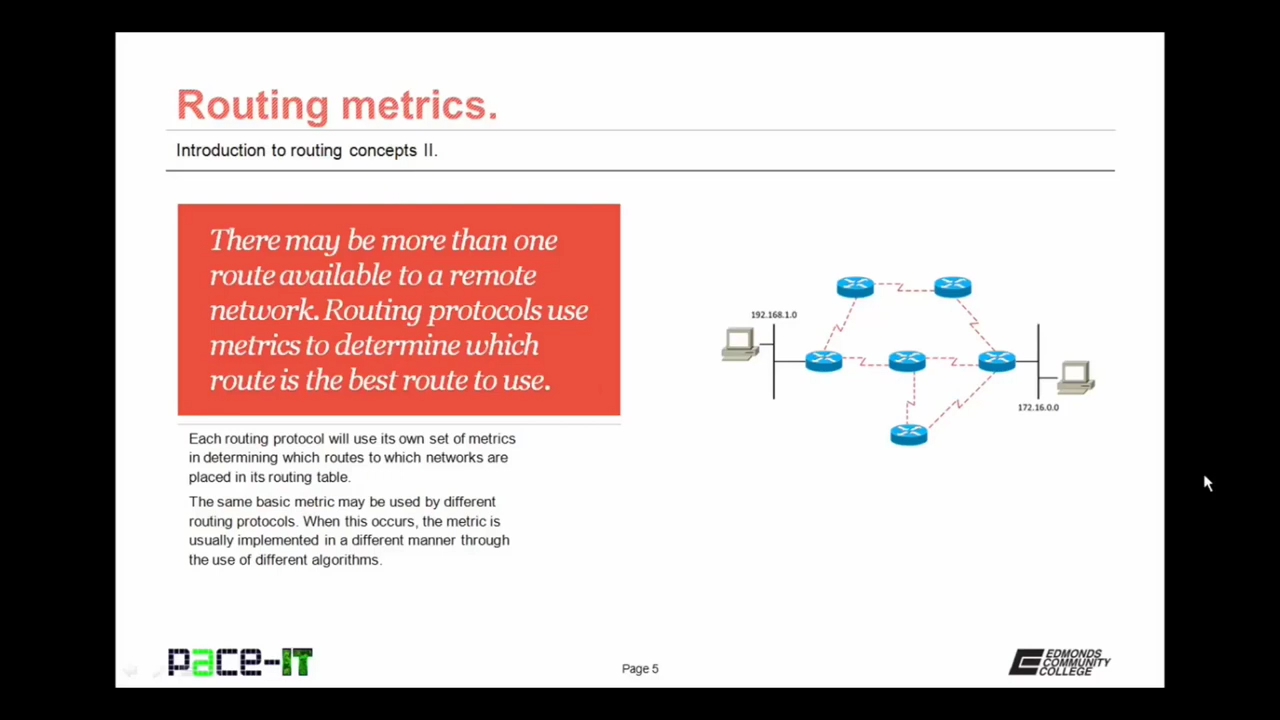 Routing metrics.
Introduction to routing concepts II.
There may be more than one
route available to a remote
network. Routing protocols use
metrics to determine which
route is the best route to use.
Each routing protocol will use its own set of metrics
in determining which routes to which networks are
placed in its routing table.
The same basic metric may be used by different
routing protocols. When this occurs, the metric is
usually implemented in a different manner through
the use of different algorithms.
192.168.1.0
172.16.0.0
pace-IT
Page 5
EDMONDS
COMMUNITY
COLLEGE